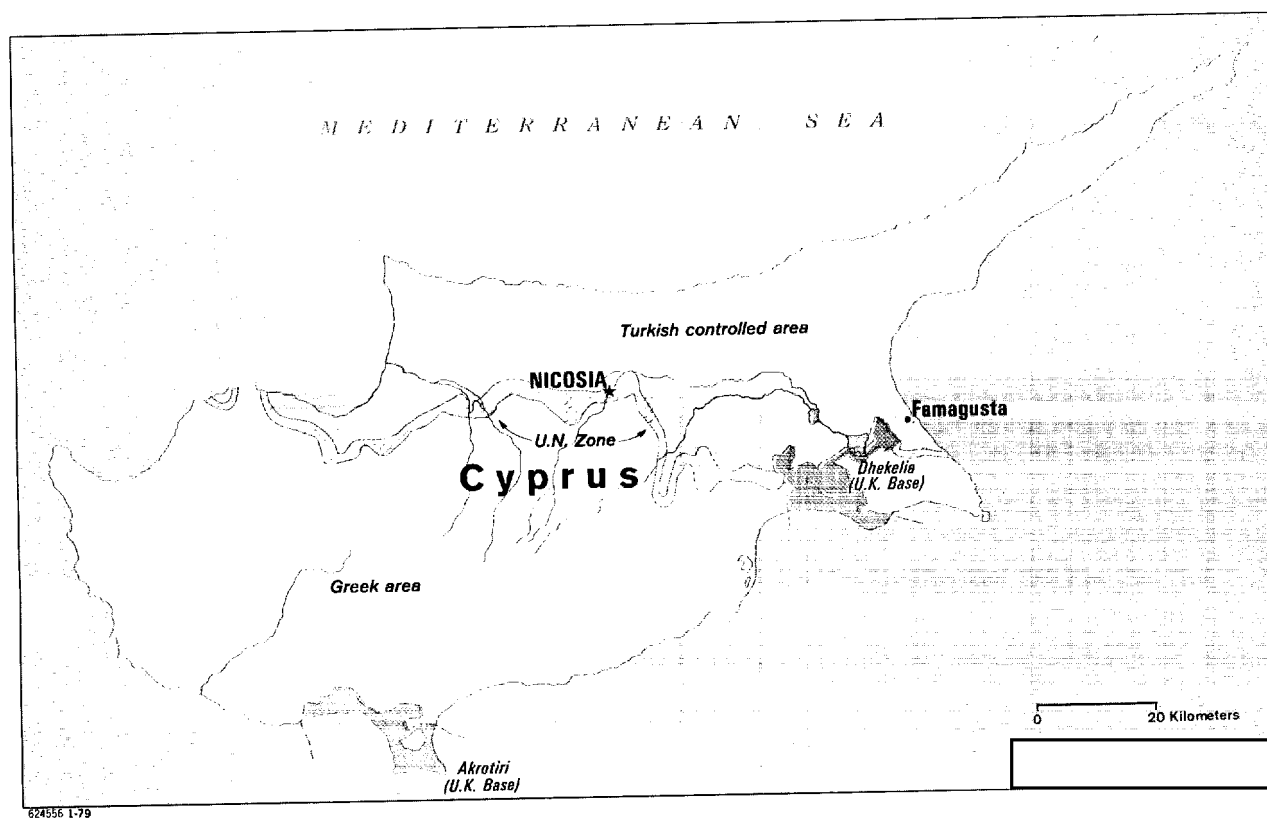 MEDITERRANEAN SEA
Turkish controlled area
NICOSIA
Famagusta
U.N. Zone
Cyprus
Dhekelia
(U.K. Base)
Greek area
0 20 Kilometers
Akrotiri
(U.K. Base)
624556 1-79